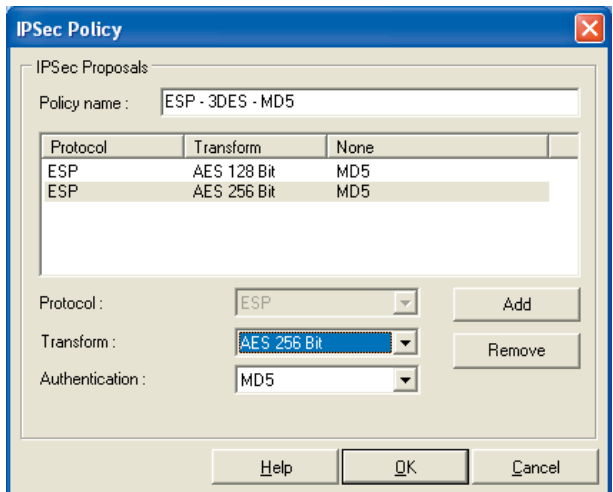 IPSec Policy
IPSec Proposals
Policy name : ESP - 3DES - MD5
Protocol Transform None
ESP AES 128 Bit MD5
ESP AES 256 Bit MD5
Protocol : ESP Add
Transform : AES 256 Bit Remove
Authentication : MD5
Help OK Cancel